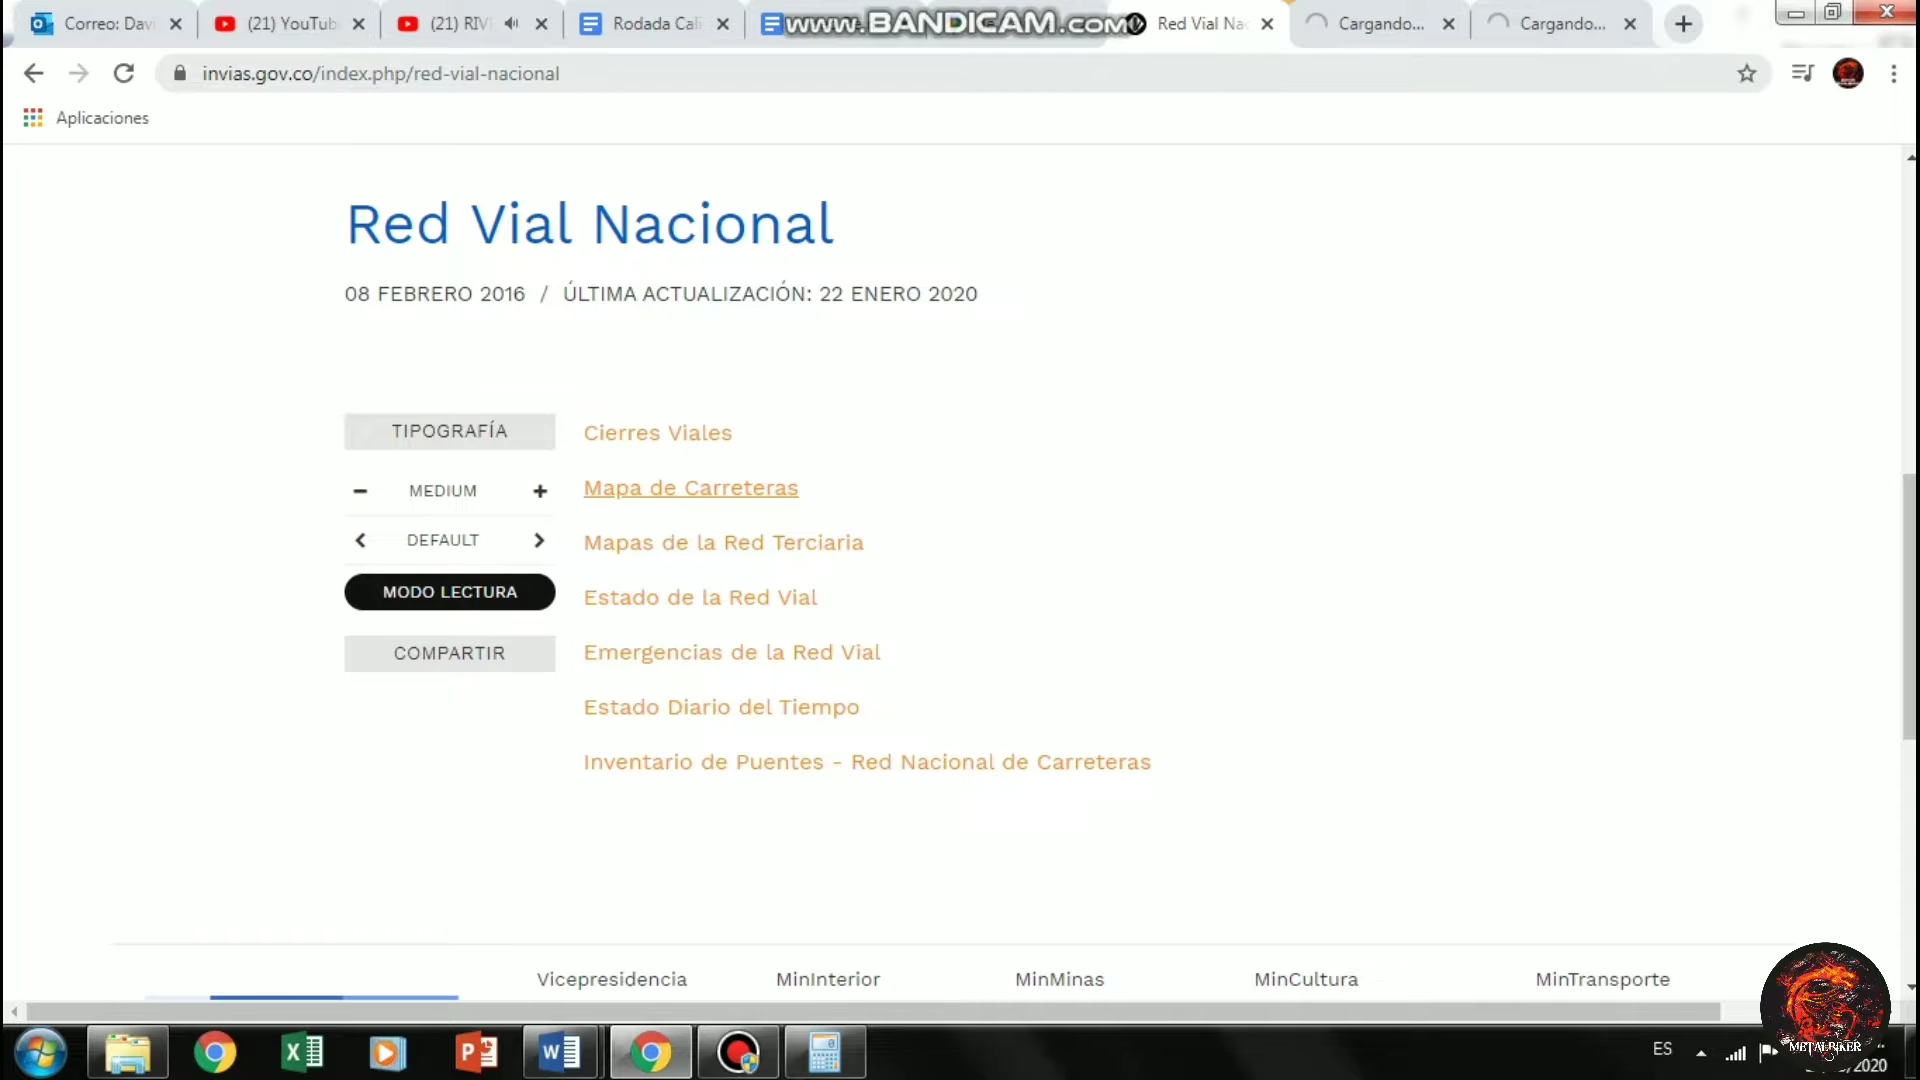 Correo: Davi
(21) YouTub
(21) RIV
Rodada Cali
www.BANDICAM.com
Red Vial Nac
Cargando...
Cargando...
invias.gov.co/index.php/red-vial-nacional
Aplicaciones
Red Vial Nacional
08 FEBRERO 2016 / ÚLTIMA ACTUALIZACIÓN: 22 ENERO 2020
TIPOGRAFÍA
MEDIUM
DEFAULT
MODO LECTURA
COMPARTIR
Cierres Viales
Mapa de Carreteras
Mapas de la Red Terciaria
Estado de la Red Vial
Emergencias de la Red Vial
Estado Diario del Tiempo
Inventario de Puentes - Red Nacional de Carreteras
Vicepresidencia
MinInterior
MinMinas
MinCultura
MinTransporte
ES
METALBIKER
/2020